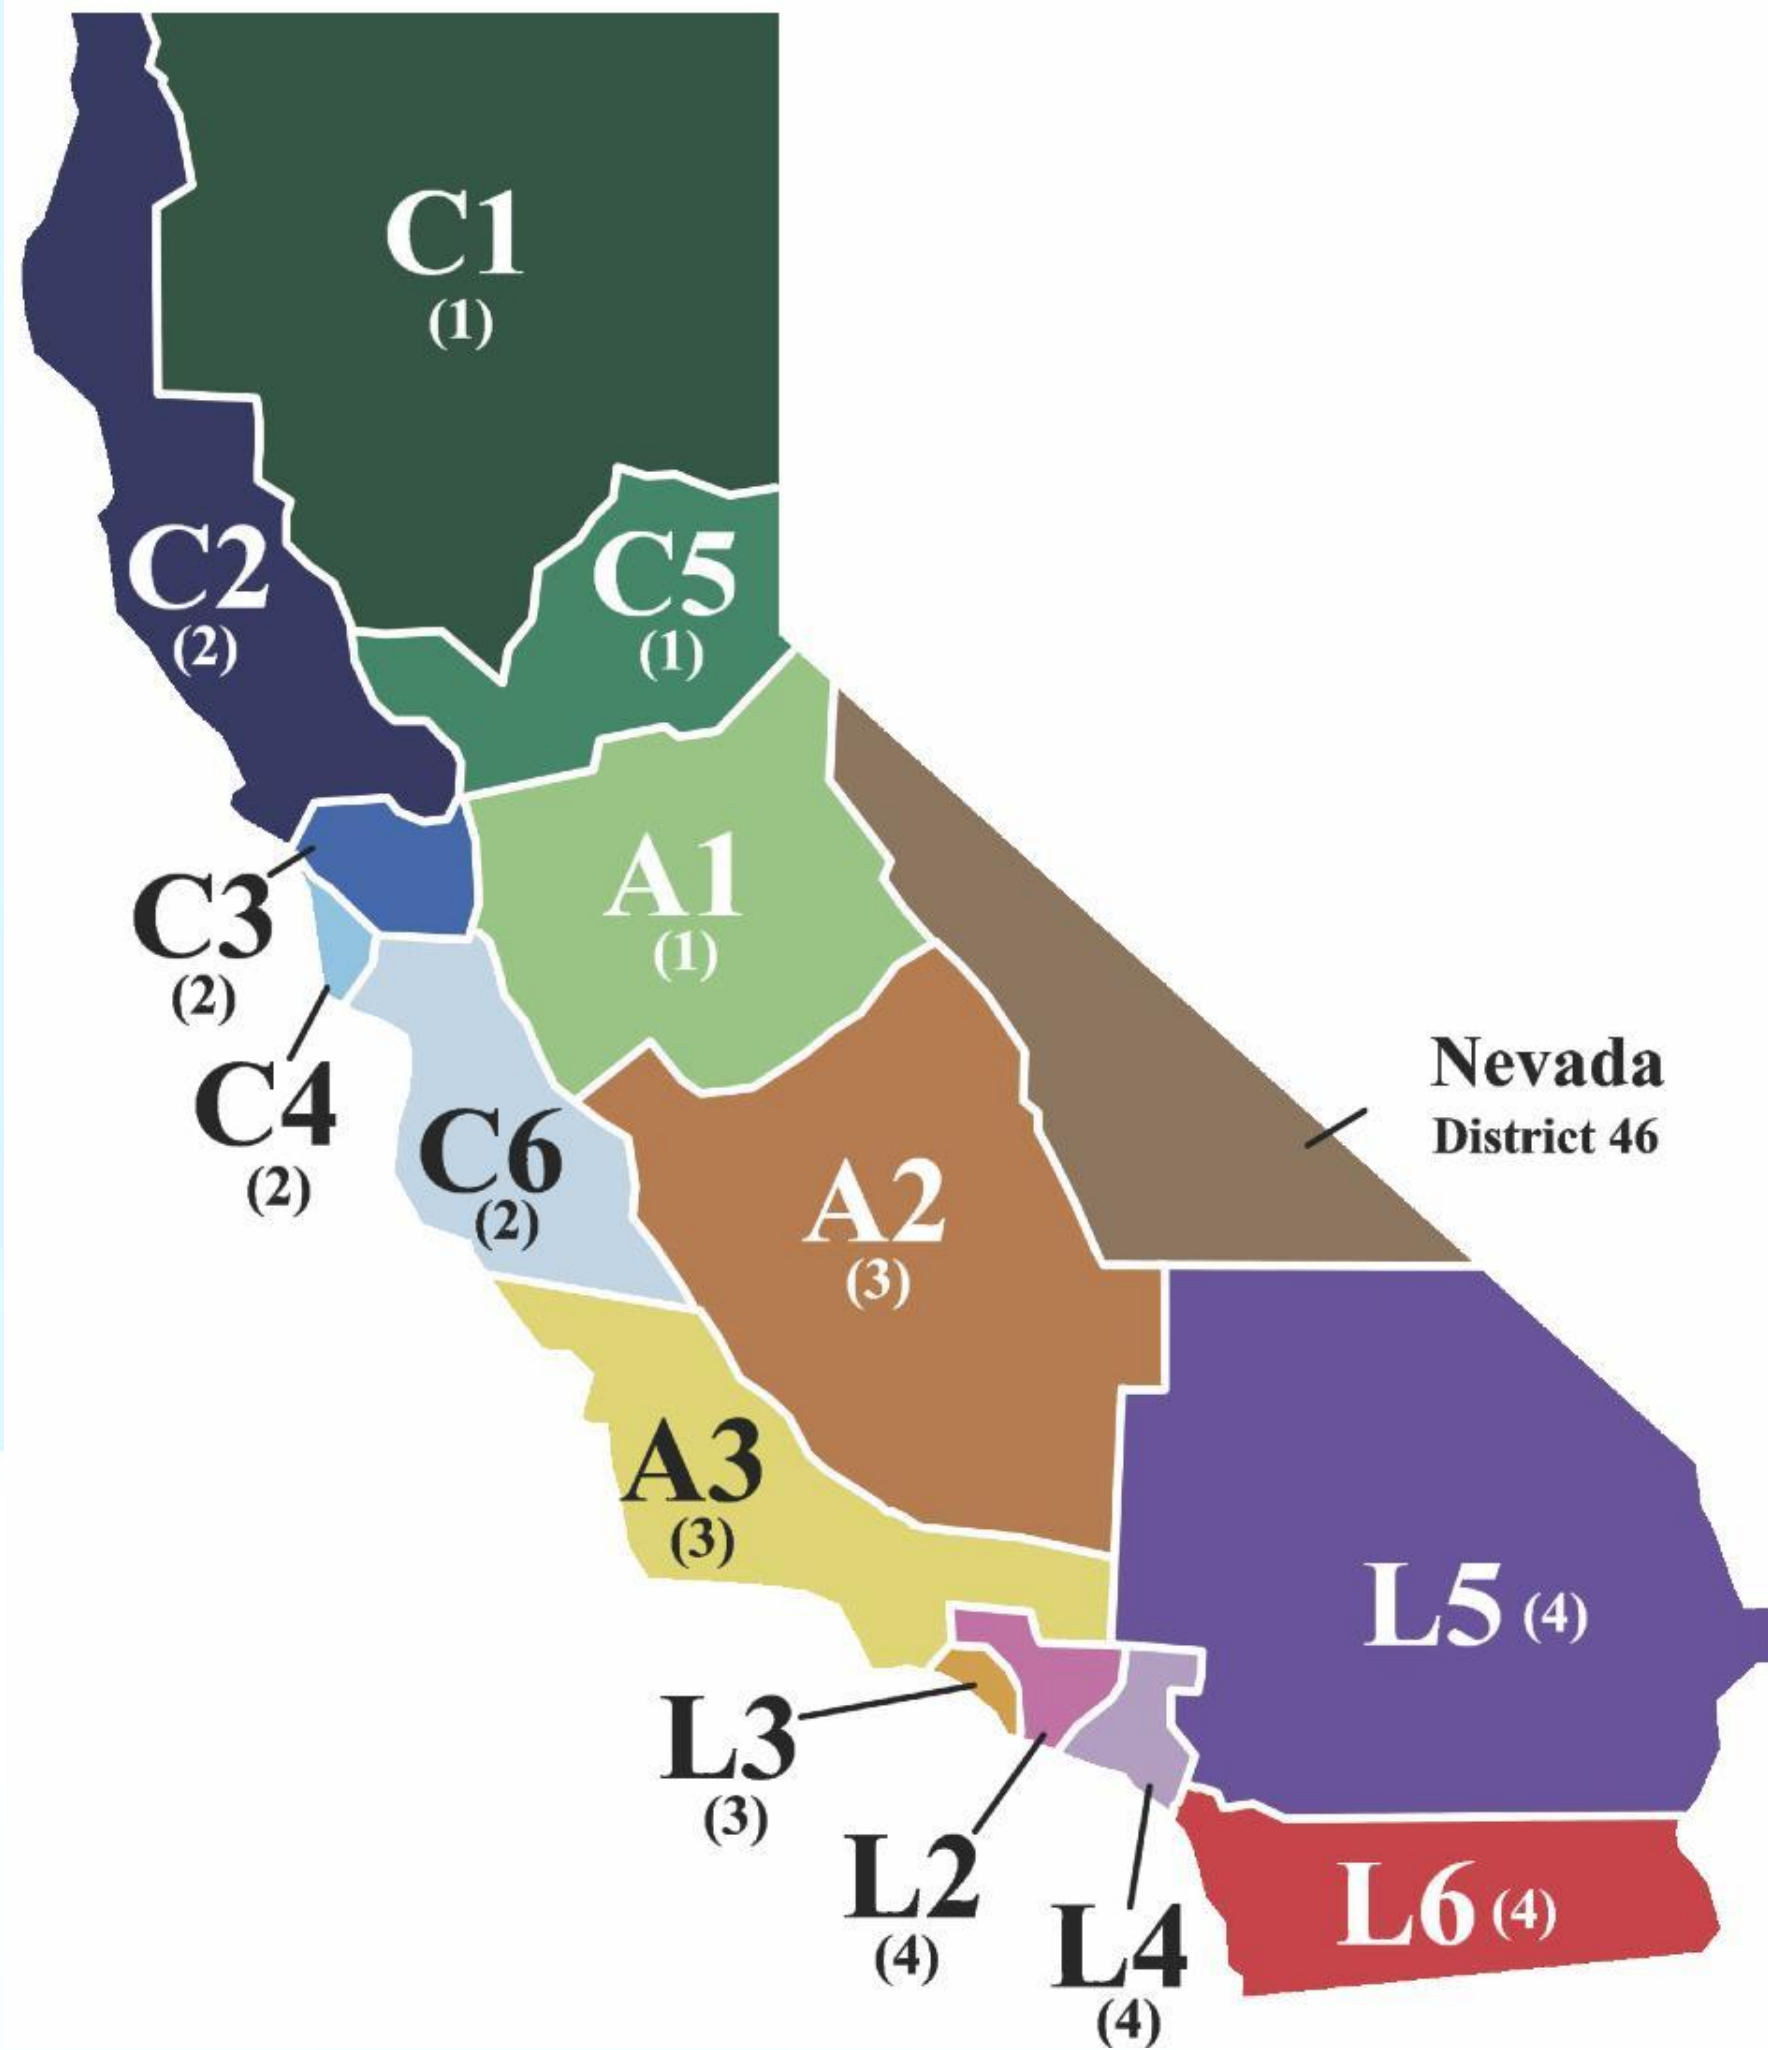 C1
(1)
C2
(2)
C5
(1)
C3
(2)
A1
(1)
C4
(2)
C6
(2)
Nevada
District 46
A2
(3)
A3
(3)
L5 (4)
L3
(3)
L2
(4)
L4
(4)
L6 (4)